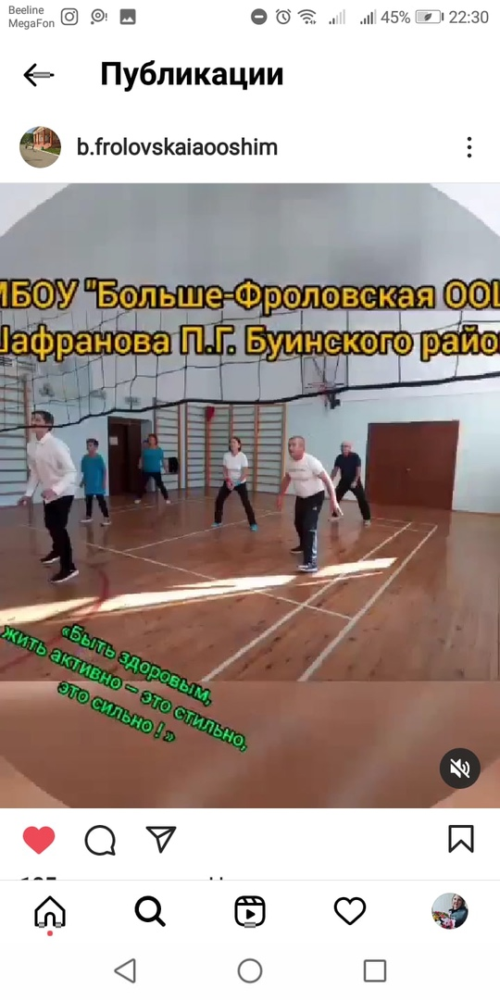 Beeline
MegaFon
45%
22:30
Публикации
b.frolovskaiaooshim
МБОУ "Больше-Фроловская ООШ
Шафранова П.Г. Буинского райо
«Быть здоровым,
жить активно – это стильно,
это сильно!»